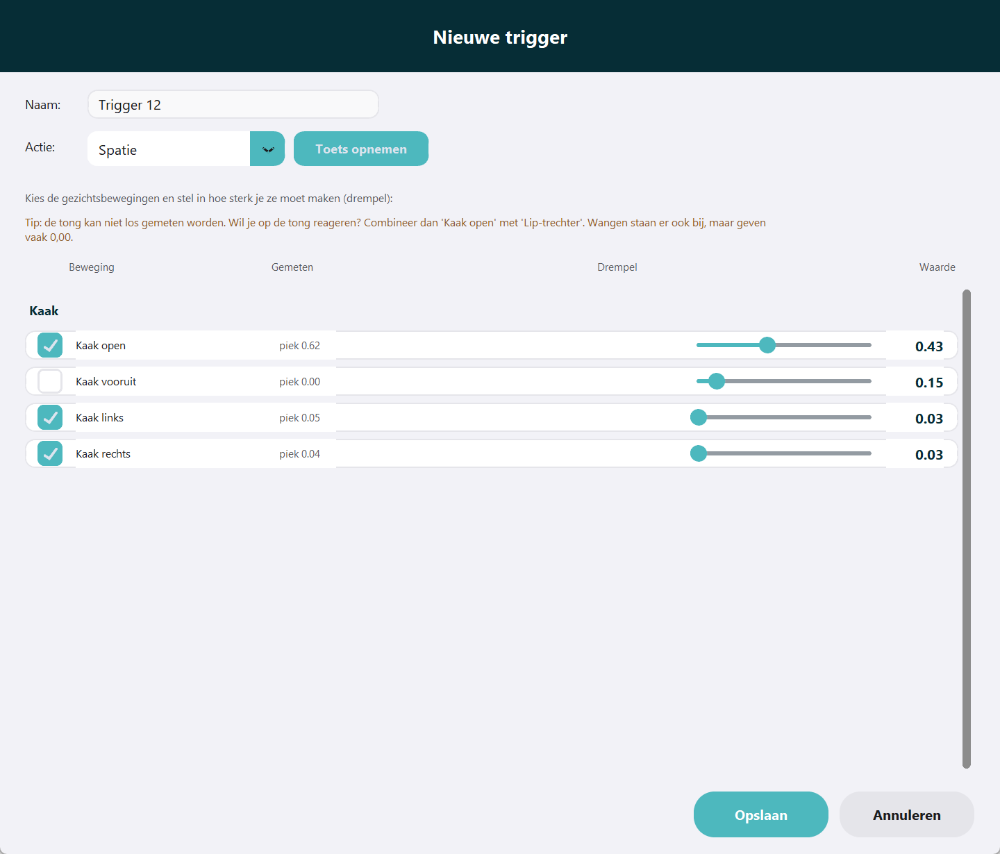 Nieuwe trigger
Naam: Trigger 12
Actie: Spatie Toets opnemen
Kies de gezichtsbewegingen en stel in hoe sterk je ze moet maken (drempel):
Tip: de tong kan niet los gemeten worden. Wil je op de tong reageren? Combineer dan 'Kaak open' met 'Lip-trechter'. Wangen staan er ook bij, maar geven
vaak 0,00.
Beweging Gemeten Drempel Waarde
Kaak
Kaak open piek 0.62 0.43
Kaak vooruit piek 0.00 0.15
Kaak links piek 0.05 0.03
Kaak rechts piek 0.04 0.03
Opslaan Annuleren